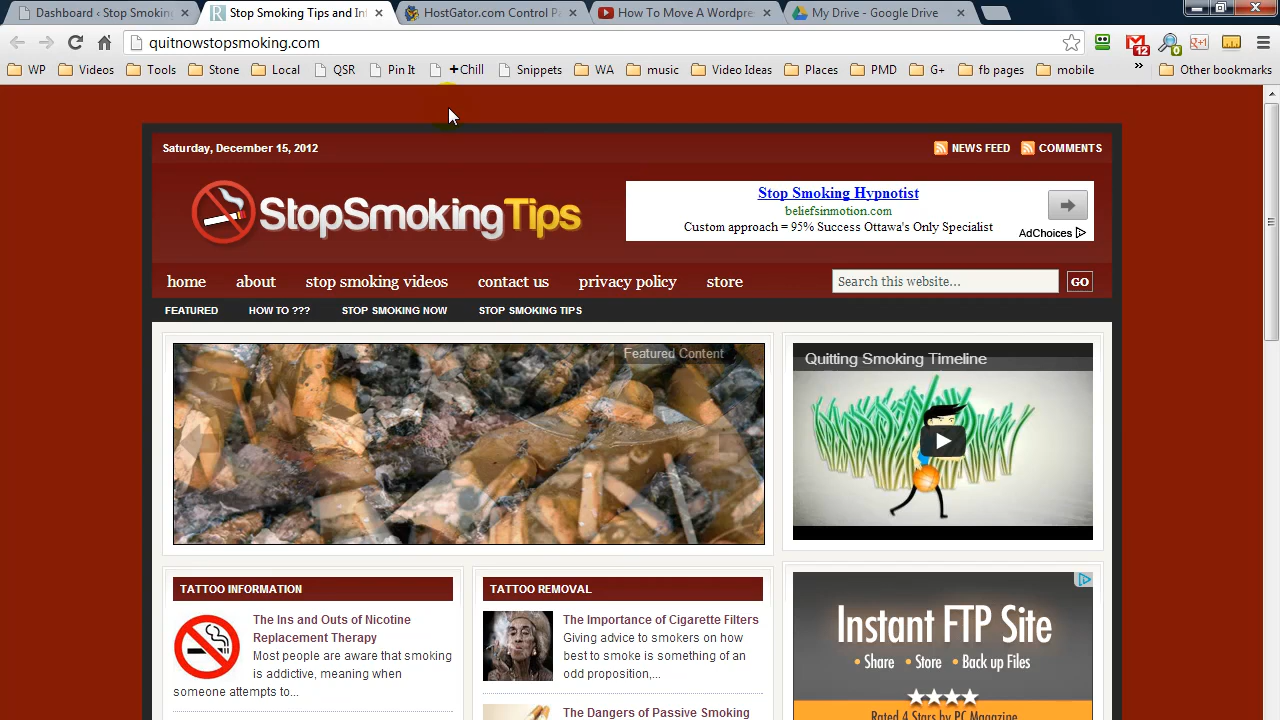 Dashboard ‹ Stop Smoking
Stop Smoking Tips and In
HostGator.com Control P
How To Move A Wordpre
My Drive - Google Drive
quitnowstopsmoking.com
12
0
WP
Videos
Tools
Stone
Local
QSR
Pin It
+Chill
Snippets
WA
music
Video Ideas
Places
PMD
G+
fb pages
mobile
»
Other bookmarks
Saturday, December 15, 2012
NEWS FEED
COMMENTS
StopSmokingTips
Stop Smoking Hypnotist
beliefsinmotion.com
Custom approach = 95% Success Ottawa's Only Specialist
AdChoices
home
about
stop smoking videos
contact us
privacy policy
store
Search this website...
GO
FEATURED
HOW TO ???
STOP SMOKING NOW
STOP SMOKING TIPS
Featured Content
Quitting Smoking Timeline
TATTOO INFORMATION
The Ins and Outs of Nicotine
Replacement Therapy
Most people are aware that smoking
is addictive, meaning when
someone attempts to...
TATTOO REMOVAL
The Importance of Cigarette Filters
Giving advice to smokers on how
best to smoke is something of an
odd proposition,...
The Dangers of Passive Smoking
Instant FTP Site
• Share • Store • Back up Files
Rated 4 Stars by PC Magazine